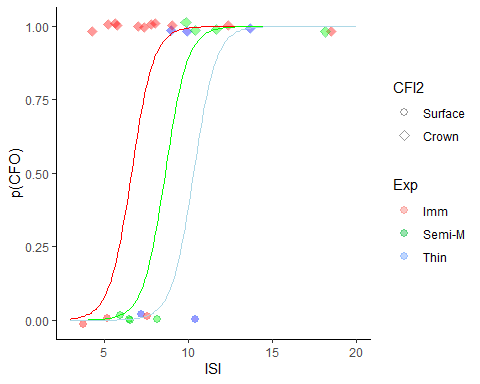 1.00
0.75
0.50
0.25
0.00
p(CFO)
5
10
15
20
ISI
CFI2
Surface
Crown
Exp
Imm
Semi-M
Thin